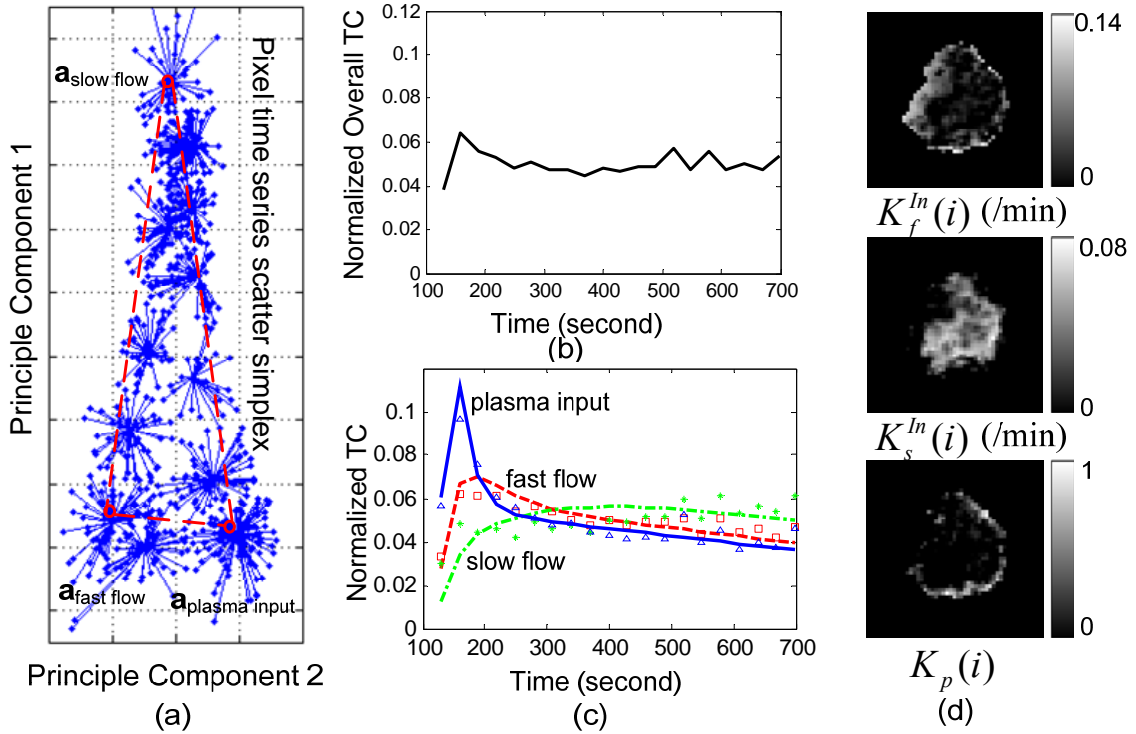 Principle Component 1
a slow flow
Pixel time series scatter simplex
a fast flow
a plasma input
Principle Component 2
(a)
Normalized Overall TC
0.12
0.1
0.08
0.06
0.04
0.02
0
100 200 300 400 500 600 700
Time (second)
(b)
Normalized TC
0.1
0.08
0.06
0.04
0.02
0
plasma input
fast flow
slow flow
100 200 300 400 500 600 700
Time (second)
(c)
0.14
0
K_f^In(i) (/min)
0.08
0
K_s^In(i) (/min)
1
0
K_p(i)
(d)